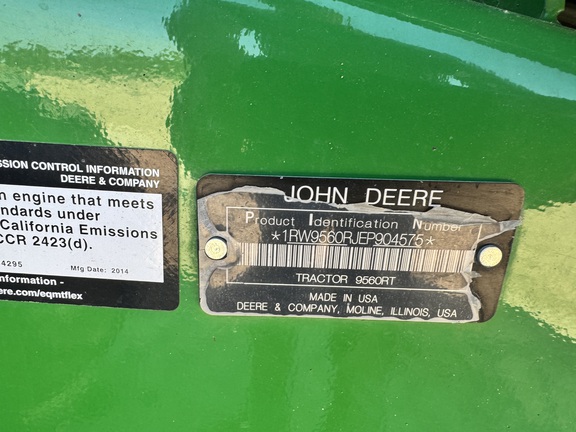 SSION CONTROL INFORMATION
DEERE & COMPANY
n engine that meets
ndards under
California Emissions
CCR 2423(d).
4295
Mfg Date: 2014
information -
ere.com/eqmtflex
JOHN DEERE
Product Identification Number
*1RW9560RJEP904575*
TRACTOR 9560RT
MADE IN USA
DEERE & COMPANY, MOLINE, ILLINOIS, USA